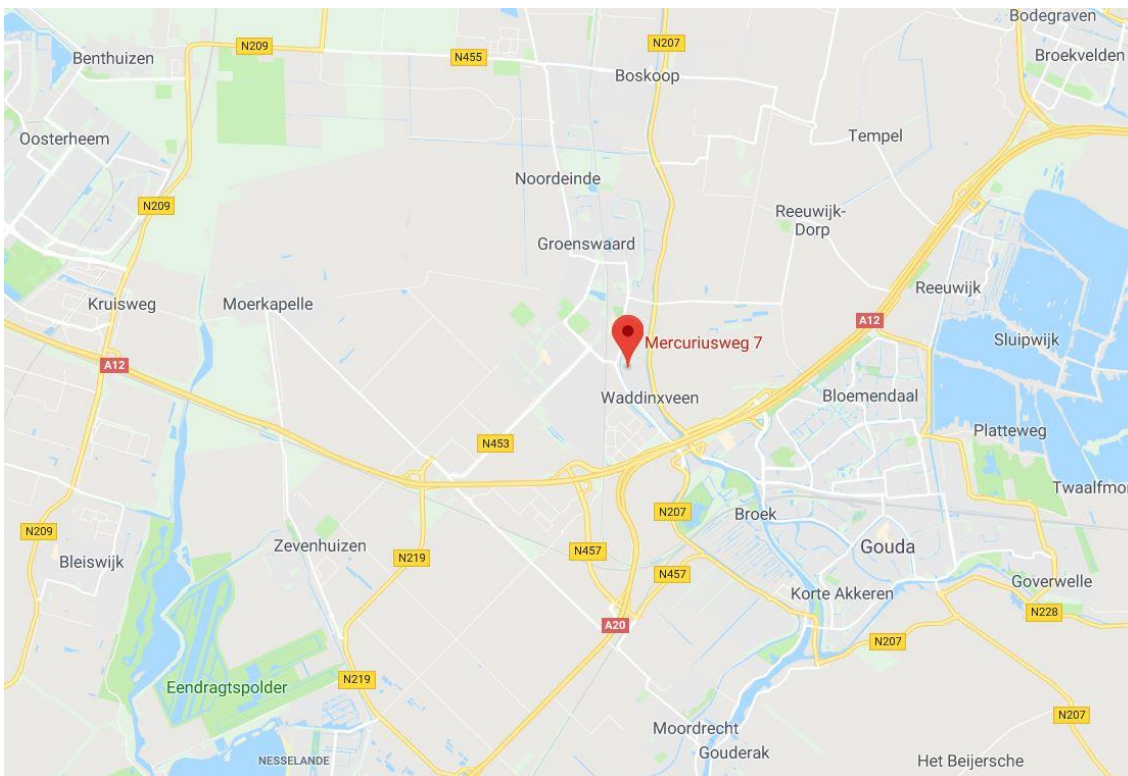 Bodegraven
N209
N207
Benthuizen
N455
Broekvelden
Boskoop
Oosterheem
Tempel
Noordeinde
N209
Reeuwijk-
Dorp
Groenswaard
Reeuwijk
Kruisweg
Moerkapelle
A12
Mercuriusweg 7
Sluipwijk
A12
Waddinxveen
Bloemendaal
Platteweg
N453
Twaalfmor
N207
Broek
N209
Zevenhuizen
Gouda
N457
Bleiswijk
N219
N457
Goverwelle
Korte Akkeren
N228
A20
N207
N219
Eendragtspolder
N207
Moordrecht
Gouderak
NESSELANDE
Het Beijersche